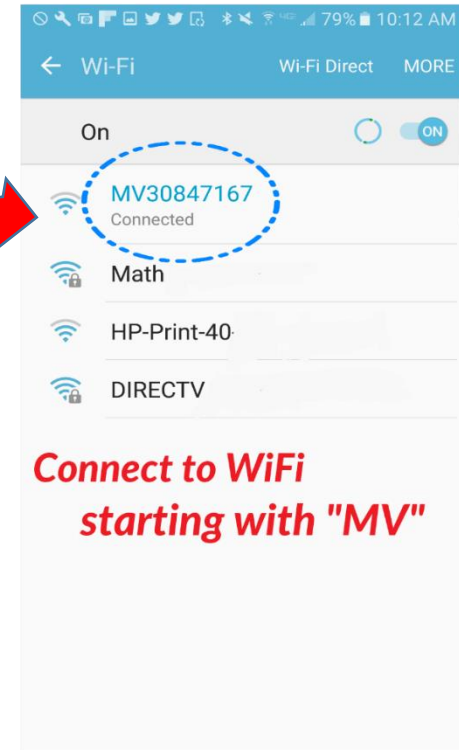 79% 10:12 AM
Wi-Fi Wi-Fi Direct MORE
On ON
MV30847167
Connected
Math
HP-Print-40-
DIRECTV
Connect to WiFi
starting with "MV"